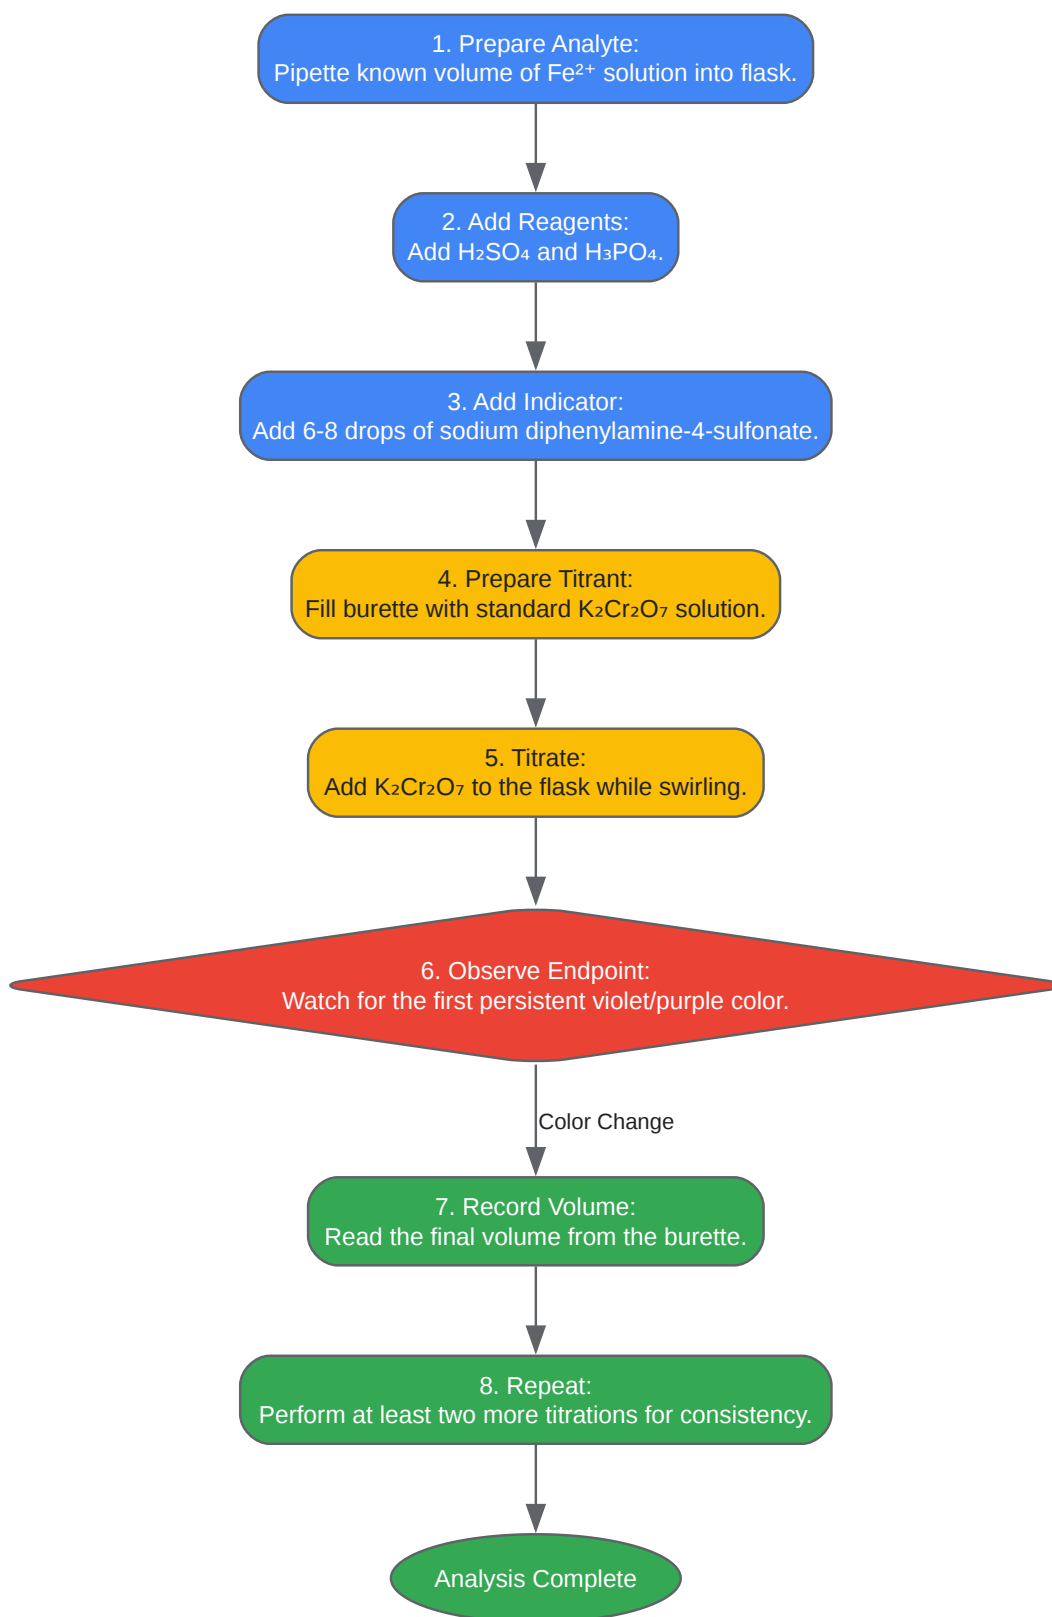 1. Prepare Analyte:
Pipette known volume of Fe²⁺ solution into flask.
2. Add Reagents:
Add H₂SO₄ and H₃PO₄.
3. Add Indicator:
Add 6-8 drops of sodium diphenylamine-4-sulfonate.
4. Prepare Titrant:
Fill burette with standard K₂Cr₂O₇ solution.
5. Titrate:
Add K₂Cr₂O₇ to the flask while swirling.
6. Observe Endpoint:
Watch for the first persistent violet/purple color.
Color Change
7. Record Volume:
Read the final volume from the burette.
8. Repeat:
Perform at least two more titrations for consistency.
Analysis Complete